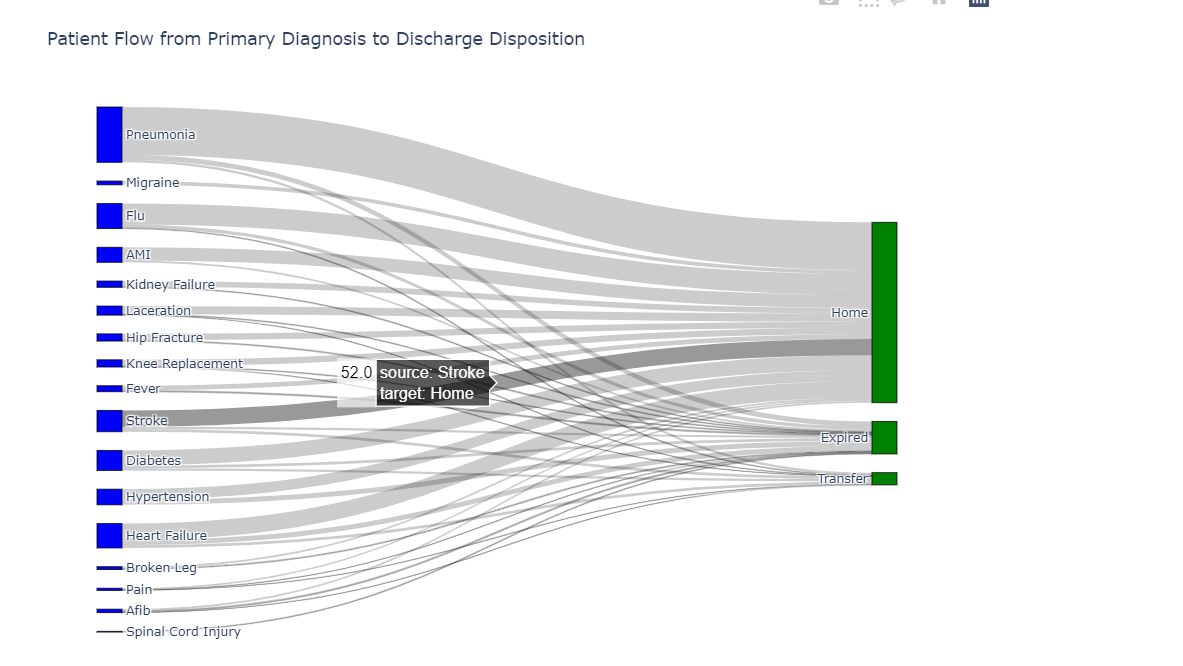 Patient Flow from Primary Diagnosis to Discharge Disposition
Pneumonia
Migraine
Flu
AMI
Kidney Failure
Laceration
Hip Fracture
Knee Replacement
Fever
Stroke
Diabetes
Hypertension
Heart Failure
Broken Leg
Pain
Afib
Spinal Cord Injury
52.0
source: Stroke
target: Home
Home
Expired
Transfer